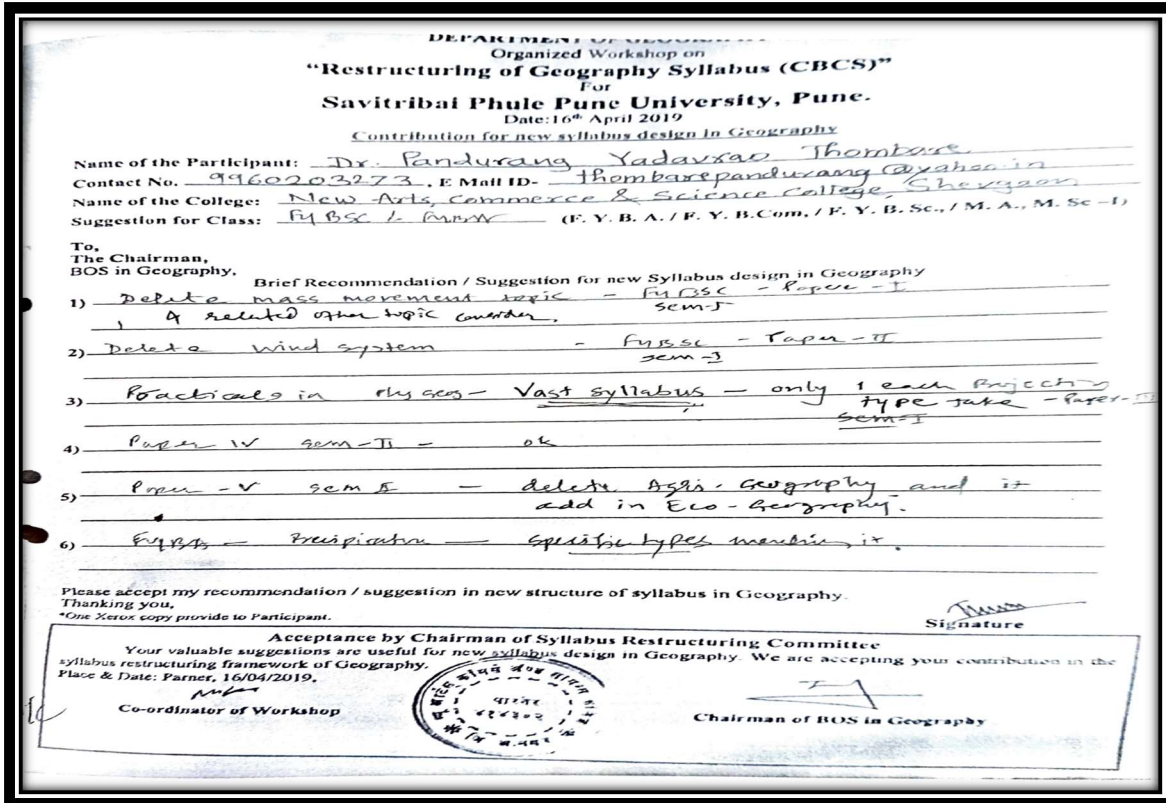 DEPARTMENT OF GEOGRAPHY
Organized Workshop on
“Restructuring of Geography Syllabus (CBCS)”
For
Savitribai Phule Pune University, Pune.
Date:16th April 2019
Contribution for new syllabus design in Geography
Name of the Participant: Dr. Pandurang Yadavrao Thombare
Contact No. 9960203273. E Mail ID- thombarepandurang@yahoo.in
Name of the College: New Arts, Commerce & Science College, Shevgaon
Suggestion for Class: FYBSC / FYBA (F. Y. B. A. / F. Y. B.Com, / F. Y. B. Sc., / M. A., M. Sc –I)
To,
The Chairman,
BOS in Geography.
Brief Recommendation / Suggestion for new Syllabus design in Geography
1) Delete mass movement topic - FYBSC - Paper - I
, & related other topic consider. Sem-I
2) Delete wind system - FYBSC - Paper - II
Sem-I
3) Practicals in Phy Geo - Vast syllabus - only 1 each Projection
type take - Paper-III
Sem-I
4) Paper IV Sem-II - ok
5) Paper - V Sem II - delete Agri. Geography and it
add in Eco-Geography.
6) FYBA - Precipitation - specific types mention it.
Please accept my recommendation / suggestion in new structure of syllabus in Geography.
Thanking you,
*One Xerox copy provide to Participant.
Signature
Acceptance by Chairman of Syllabus Restructuring Committee
Your valuable suggestions are useful for new syllabus design in Geography. We are accepting your contribution in the
syllabus restructuring framework of Geography.
Place & Date: Parner, 16/04/2019.
Co-ordinator of Workshop
Chairman of BOS in Geography
पारनेर